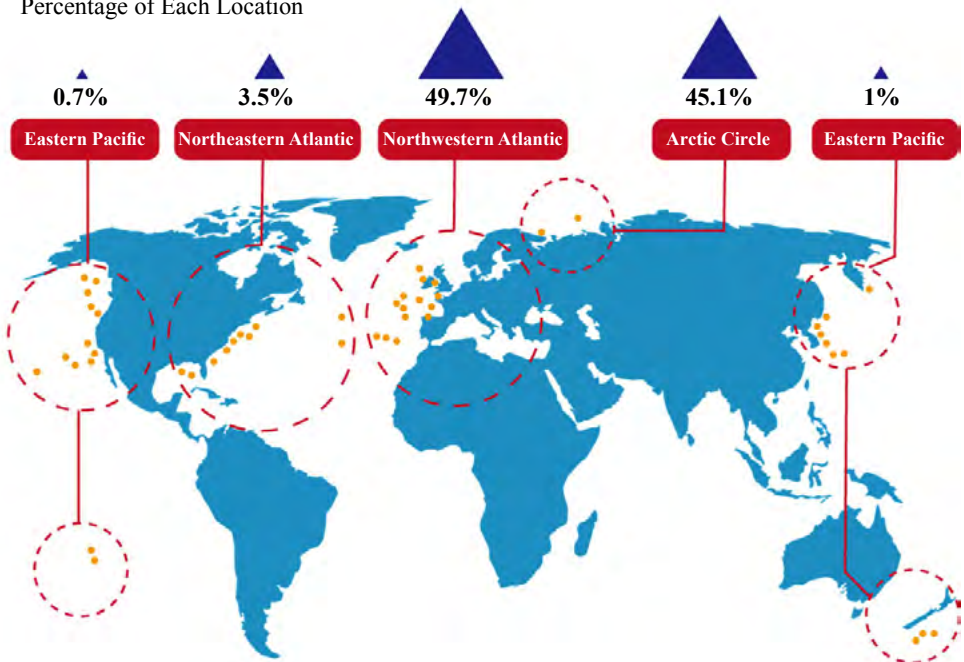 Percentage of Each Location
0.7%
3.5%
49.7%
45.1%
1%
Eastern Pacific
Northeastern Atlantic
Northwestern Atlantic
Arctic Circle
Eastern Pacific